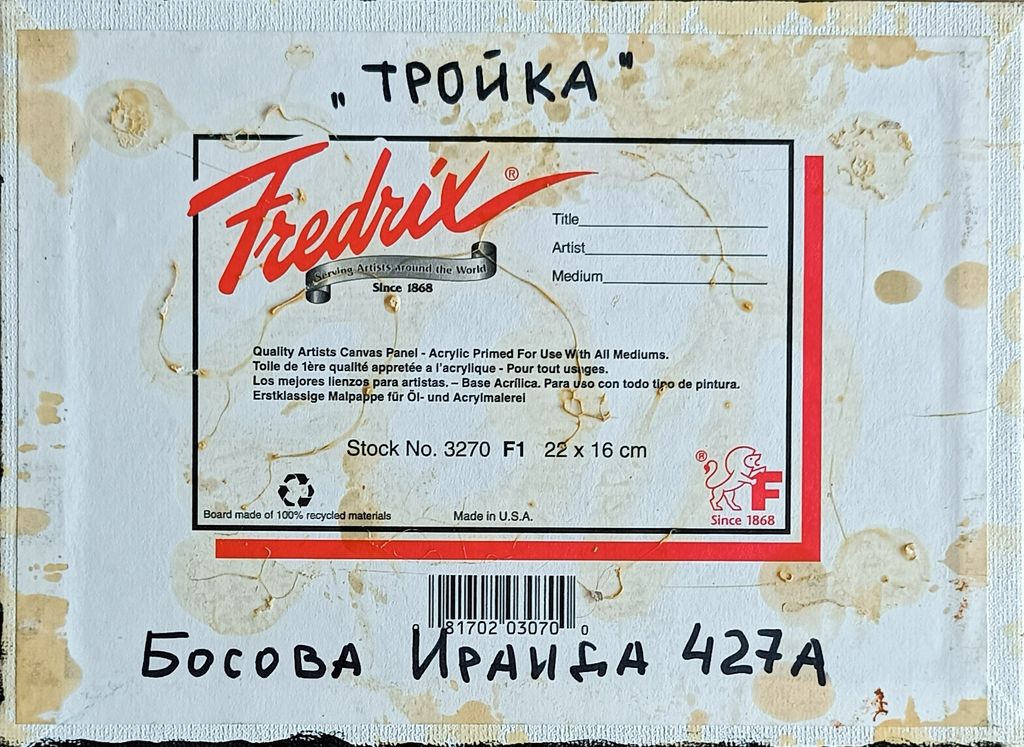 „ТРОЙКА"
Fredrix®
Serving Artists around the World
Since 1868
Title
Artist
Medium
Quality Artists Canvas Panel - Acrylic Primed For Use With All Mediums.
Toile de 1ère qualité appretée a l'acrylique - Pour tout usages.
Los mejores lienzos para artistas. – Base Acrílica. Para uso con todo tipo de pintura.
Erstklassige Malpappe für Öl- und Acrylmalerei
Stock No. 3270 F1 22 x 16 cm
® F
Since 1868
Board made of 100% recycled materials
Made in U.S.A.
0 81702 03070 0
БОСОВА ИРАИДА 427А